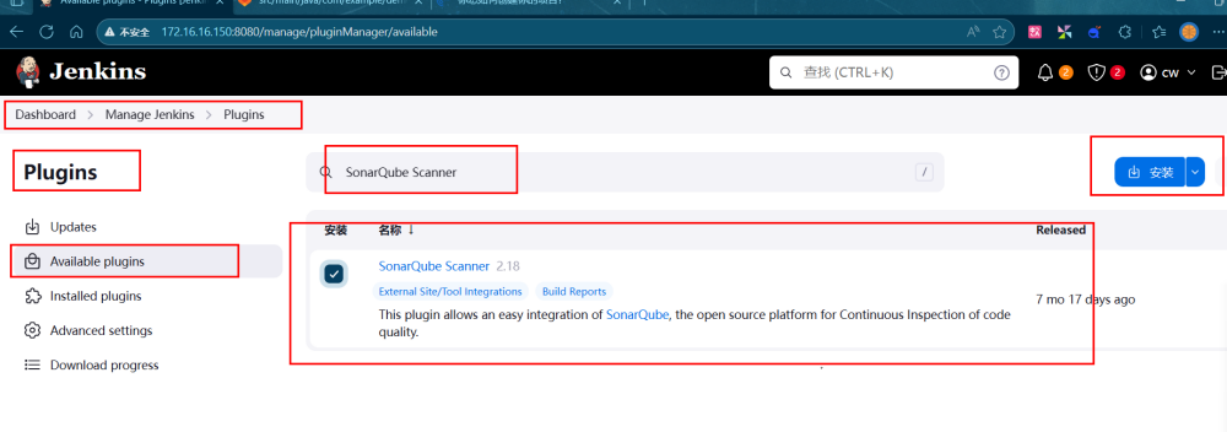 Available plugins - Plugins [Jenk
src/main/java/com/example/dem
不安全 172.16.16.150:8080/manage/pluginManager/available
Jenkins
查找 (CTRL+K)
2
2
cw
Dashboard > Manage Jenkins > Plugins
Plugins
SonarQube Scanner
/
安装
Updates
Available plugins
Installed plugins
Advanced settings
Download progress
安装 名称 ↓ Released
SonarQube Scanner 2.18
External Site/Tool Integrations Build Reports
This plugin allows an easy integration of SonarQube, the open source platform for Continuous Inspection of code
quality.
7 mo 17 days ago